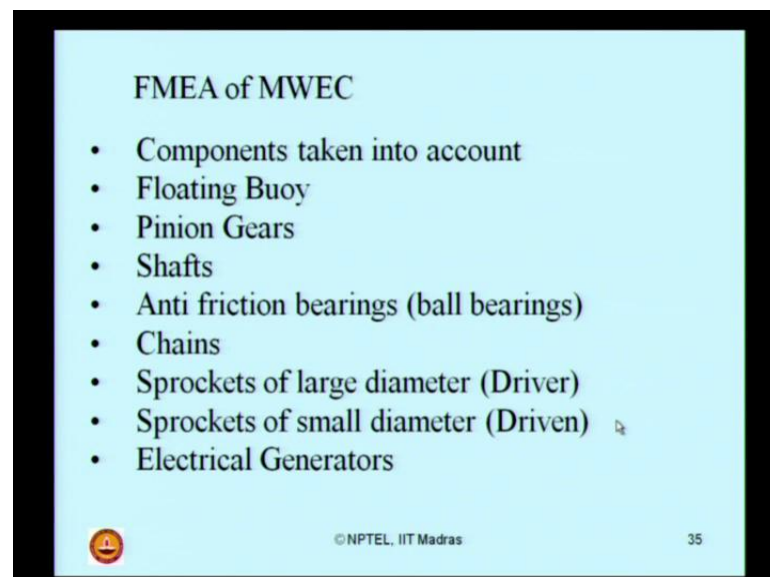 FMEA of MWEC
• Components taken into account
• Floating Buoy
• Pinion Gears
• Shafts
• Anti friction bearings (ball bearings)
• Chains
• Sprockets of large diameter (Driver)
• Sprockets of small diameter (Driven)
• Electrical Generators
© NPTEL, IIT Madras 35